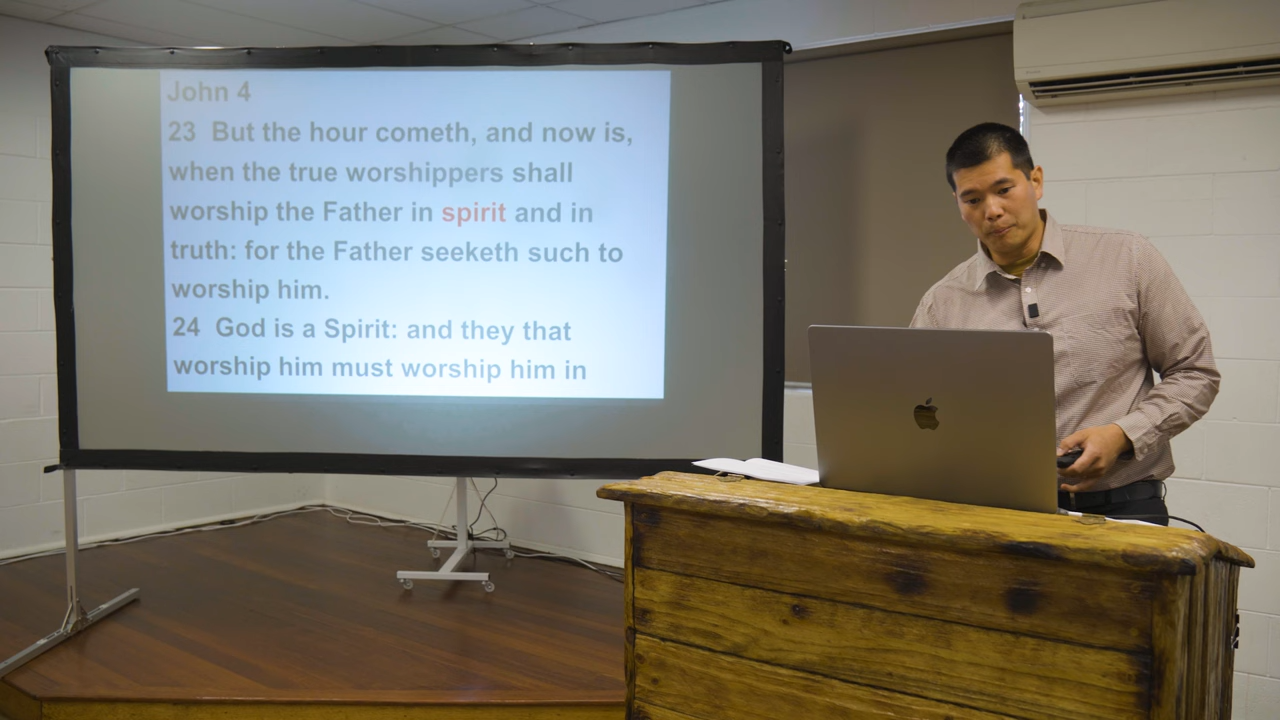 John 4
23 But the hour cometh, and now is,
when the true worshippers shall
worship the Father in spirit and in
truth: for the Father seeketh such to
worship him.
24 God is a Spirit: and they that
worship him must worship him in